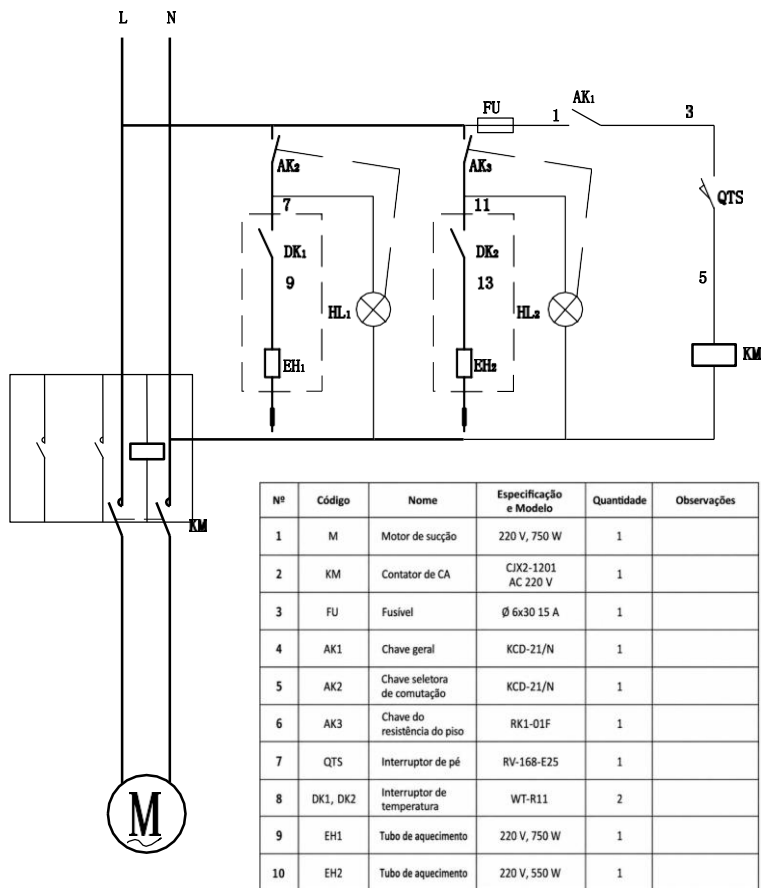 L N
FU 1 AK1 3
AK2 AK3
QTS
7 11
DK1 DK2
9 13 5
HL1 HL2
KM
EH1 EH2
KM
M
Nº Código Nome Especificação e Modelo Quantidade Observações
1 M Motor de sucção 220 V, 750 W 1
2 KM Contator de CA CJX2-1201 AC 220 V 1
3 FU Fusível Ø 6x30 15 A 1
4 AK1 Chave geral KCD-21/N 1
5 AK2 Chave seletora de comutação KCD-21/N 1
6 AK3 Chave do resistência do piso RK1-01F 1
7 QTS Interruptor de pé RV-168-E25 1
8 DK1, DK2 Interruptor de temperatura WT-R11 2
9 EH1 Tubo de aquecimento 220 V, 750 W 1
10 EH2 Tubo de aquecimento 220 V, 550 W 1